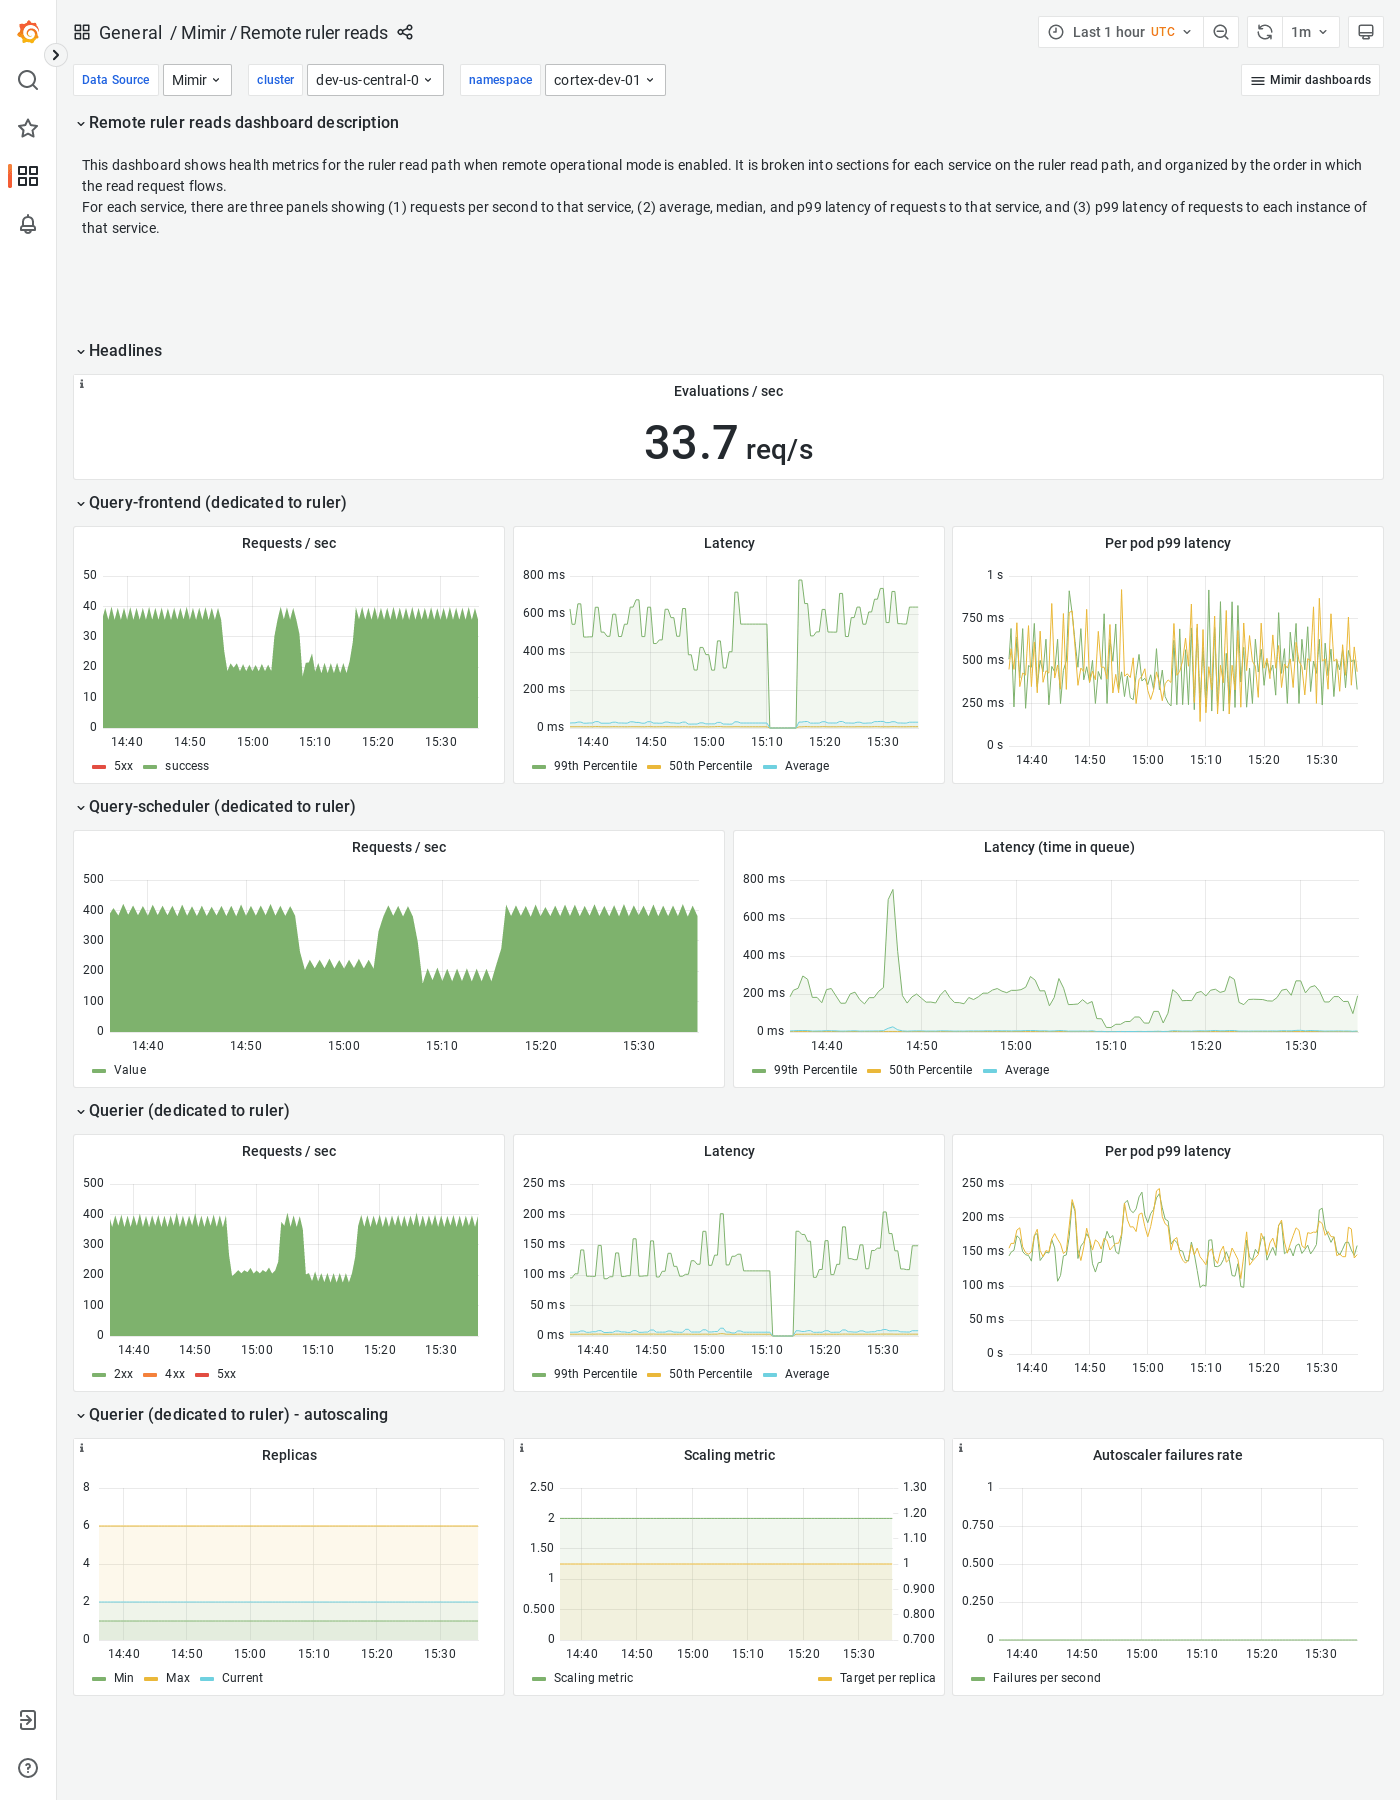 General / Mimir / Remote ruler reads
Last 1 hour UTC
1m
Data Source Mimir cluster dev-us-central-0 namespace cortex-dev-01
Mimir dashboards
Remote ruler reads dashboard description
This dashboard shows health metrics for the ruler read path when remote operational mode is enabled. It is broken into sections for each service on the ruler read path, and organized by the order in which
the read request flows.
For each service, there are three panels showing (1) requests per second to that service, (2) average, median, and p99 latency of requests to that service, and (3) p99 latency of requests to each instance of
that service.
Headlines
Evaluations / sec
33.7 req/s
Query-frontend (dedicated to ruler)
Requests / sec
50
40
30
20
10
0
14:40 14:50 15:00 15:10 15:20 15:30
5xx success
Latency
800 ms
600 ms
400 ms
200 ms
0 ms
14:40 14:50 15:00 15:10 15:20 15:30
99th Percentile 50th Percentile Average
Per pod p99 latency
1 s
750 ms
500 ms
250 ms
0 s
14:40 14:50 15:00 15:10 15:20 15:30
Query-scheduler (dedicated to ruler)
Requests / sec
500
400
300
200
100
0
14:40 14:50 15:00 15:10 15:20 15:30
Value
Latency (time in queue)
800 ms
600 ms
400 ms
200 ms
0 ms
14:40 14:50 15:00 15:10 15:20 15:30
99th Percentile 50th Percentile Average
Querier (dedicated to ruler)
Requests / sec
500
400
300
200
100
0
14:40 14:50 15:00 15:10 15:20 15:30
2xx 4xx 5xx
Latency
250 ms
200 ms
150 ms
100 ms
50 ms
0 ms
14:40 14:50 15:00 15:10 15:20 15:30
99th Percentile 50th Percentile Average
Per pod p99 latency
250 ms
200 ms
150 ms
100 ms
50 ms
0 s
14:40 14:50 15:00 15:10 15:20 15:30
Querier (dedicated to ruler) - autoscaling
Replicas
8
6
4
2
0
14:40 14:50 15:00 15:10 15:20 15:30
Min Max Current
Scaling metric
2.50
2
1.50
1
0.500
0
1.30
1.20
1.10
1
0.900
0.800
0.700
14:40 14:50 15:00 15:10 15:20 15:30
Scaling metric Target per replica
Autoscaler failures rate
1
0.750
0.500
0.250
0
14:40 14:50 15:00 15:10 15:20 15:30
Failures per second